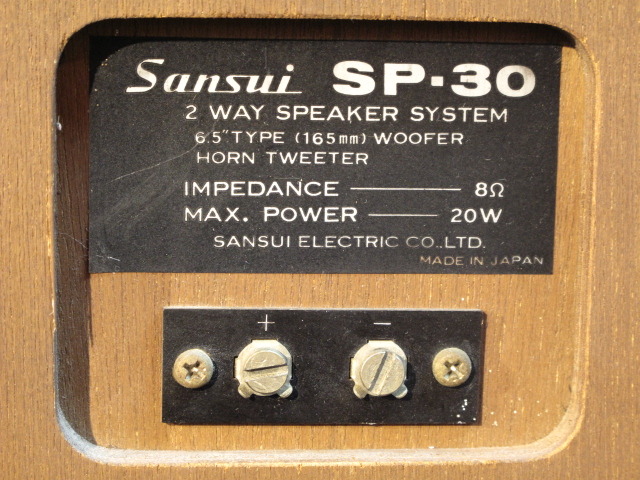 Sansui SP-30
2 WAY SPEAKER SYSTEM
6.5" TYPE (165mm) WOOFER
HORN TWEETER
IMPEDANCE 8Ω
MAX. POWER 20W
SANSUI ELECTRIC CO.,LTD.
MADE IN JAPAN
+ −